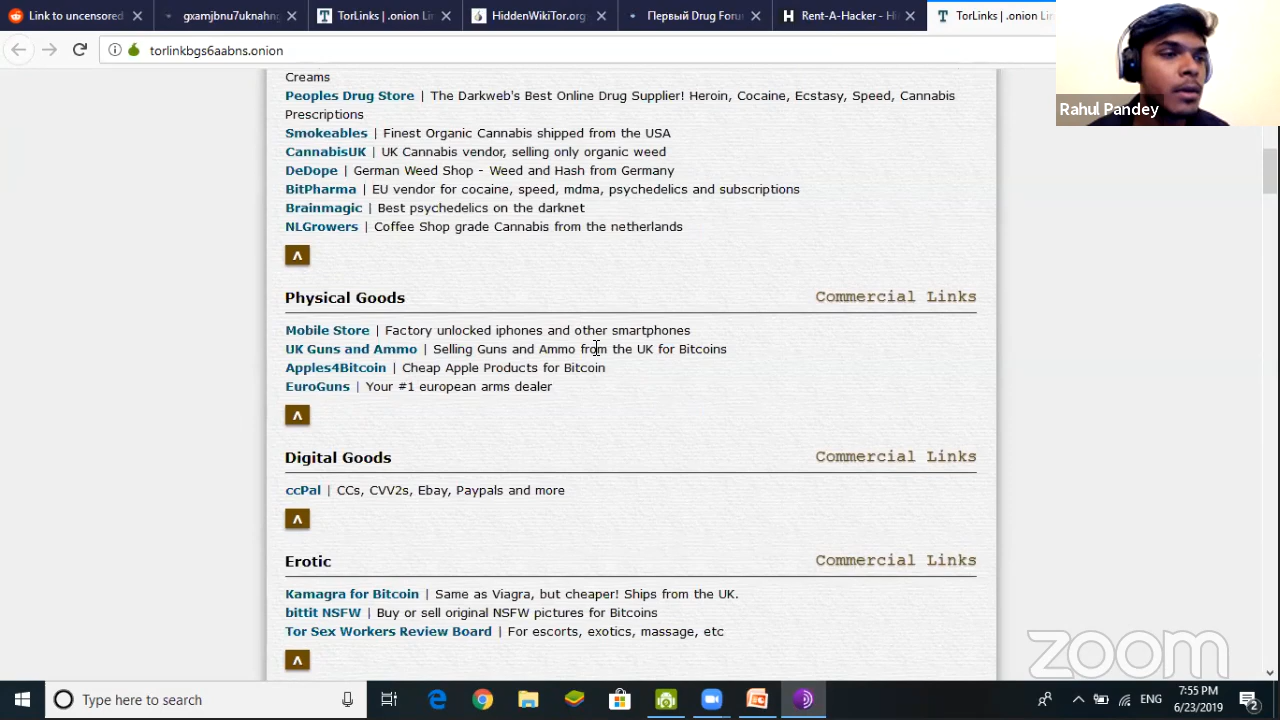 Link to uncensored
gxamjbnu7uknahng
TorLinks | .onion Li
HiddenWikiTor.org
Первый Drug Foru
Rent-A-Hacker - Hi
TorLinks | .onion Lin
torlinkbgs6aabns.onion
Rahul Pandey
Creams
Peoples Drug Store | The Darkweb's Best Online Drug Supplier! Heroin, Cocaine, Ecstasy, Speed, Cannabis
Prescriptions
Smokeables | Finest Organic Cannabis shipped from the USA
CannabisUK | UK Cannabis vendor, selling only organic weed
DeDope | German Weed Shop - Weed and Hash from Germany
BitPharma | EU vendor for cocaine, speed, mdma, psychedelics and subscriptions
Brainmagic | Best psychedelics on the darknet
NLGrowers | Coffee Shop grade Cannabis from the netherlands
Λ
Physical Goods Commercial Links
Mobile Store | Factory unlocked iphones and other smartphones
UK Guns and Ammo | Selling Guns and Ammo from the UK for Bitcoins
Apples4Bitcoin | Cheap Apple Products for Bitcoin
EuroGuns | Your #1 european arms dealer
Λ
Digital Goods Commercial Links
ccPal | CCs, CVV2s, Ebay, Paypals and more
Λ
Erotic Commercial Links
Kamagra for Bitcoin | Same as Viagra, but cheaper! Ships from the UK.
bittit NSFW | Buy or sell original NSFW pictures for Bitcoins
Tor Sex Workers Review Board | For escorts, exotics, massage, etc
Λ
zoom
Type here to search
ENG
7:55 PM
6/23/2019
2